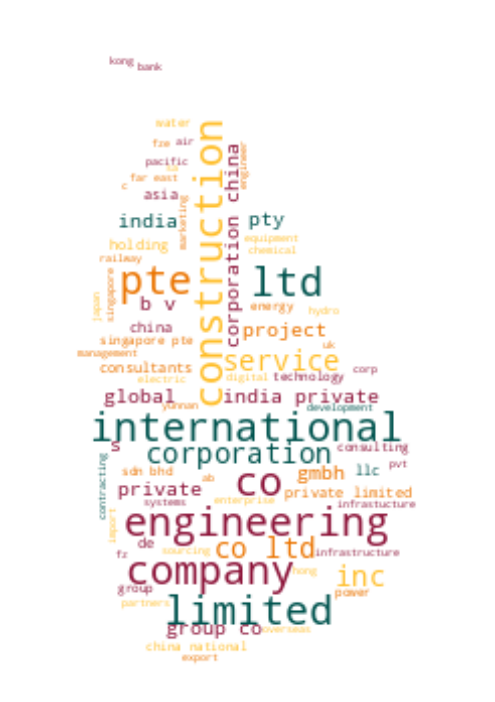 kong
bank
water
construction
fze
air
corporation china
engineer
pacific
far east
c
asia
marketing
india
pty
holding
equipment
chemical
railway
singapore
pte
ltd
japan
b v
energy
hydro
china
project
singapore pte
uk
management
service
consultants
corp
electric
digital
technology
global
india private
yunnan
development
international
s
corporation
consulting
contracting
sdn bhd
co
gmbh
llc
pvt
ab
private
private limited
systems
enterprise
infrastucture
import
engineering
de
fz
sourcing
co ltd
infrastructure
company
hong
inc
group
power
partners
limited
group co
overseas
china national
export